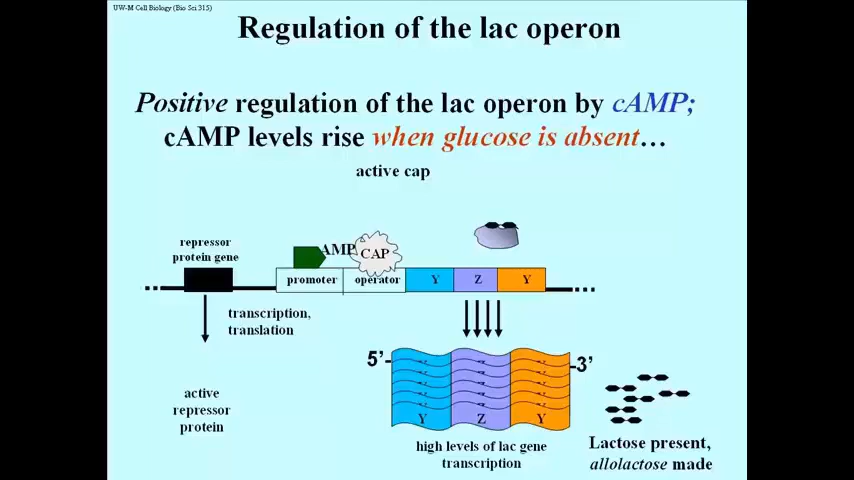 UW-M Cell Biology (Bio Sci 315)
Regulation of the lac operon
Positive regulation of the lac operon by cAMP;
cAMP levels rise when glucose is absent…
active cap
repressor
protein gene
AMP
CAP
promoter
operator
Y
Z
Y
transcription,
translation
5’-
-3’
Y
Z
Y
active
repressor
protein
high levels of lac gene
transcription
Lactose present,
allolactose made